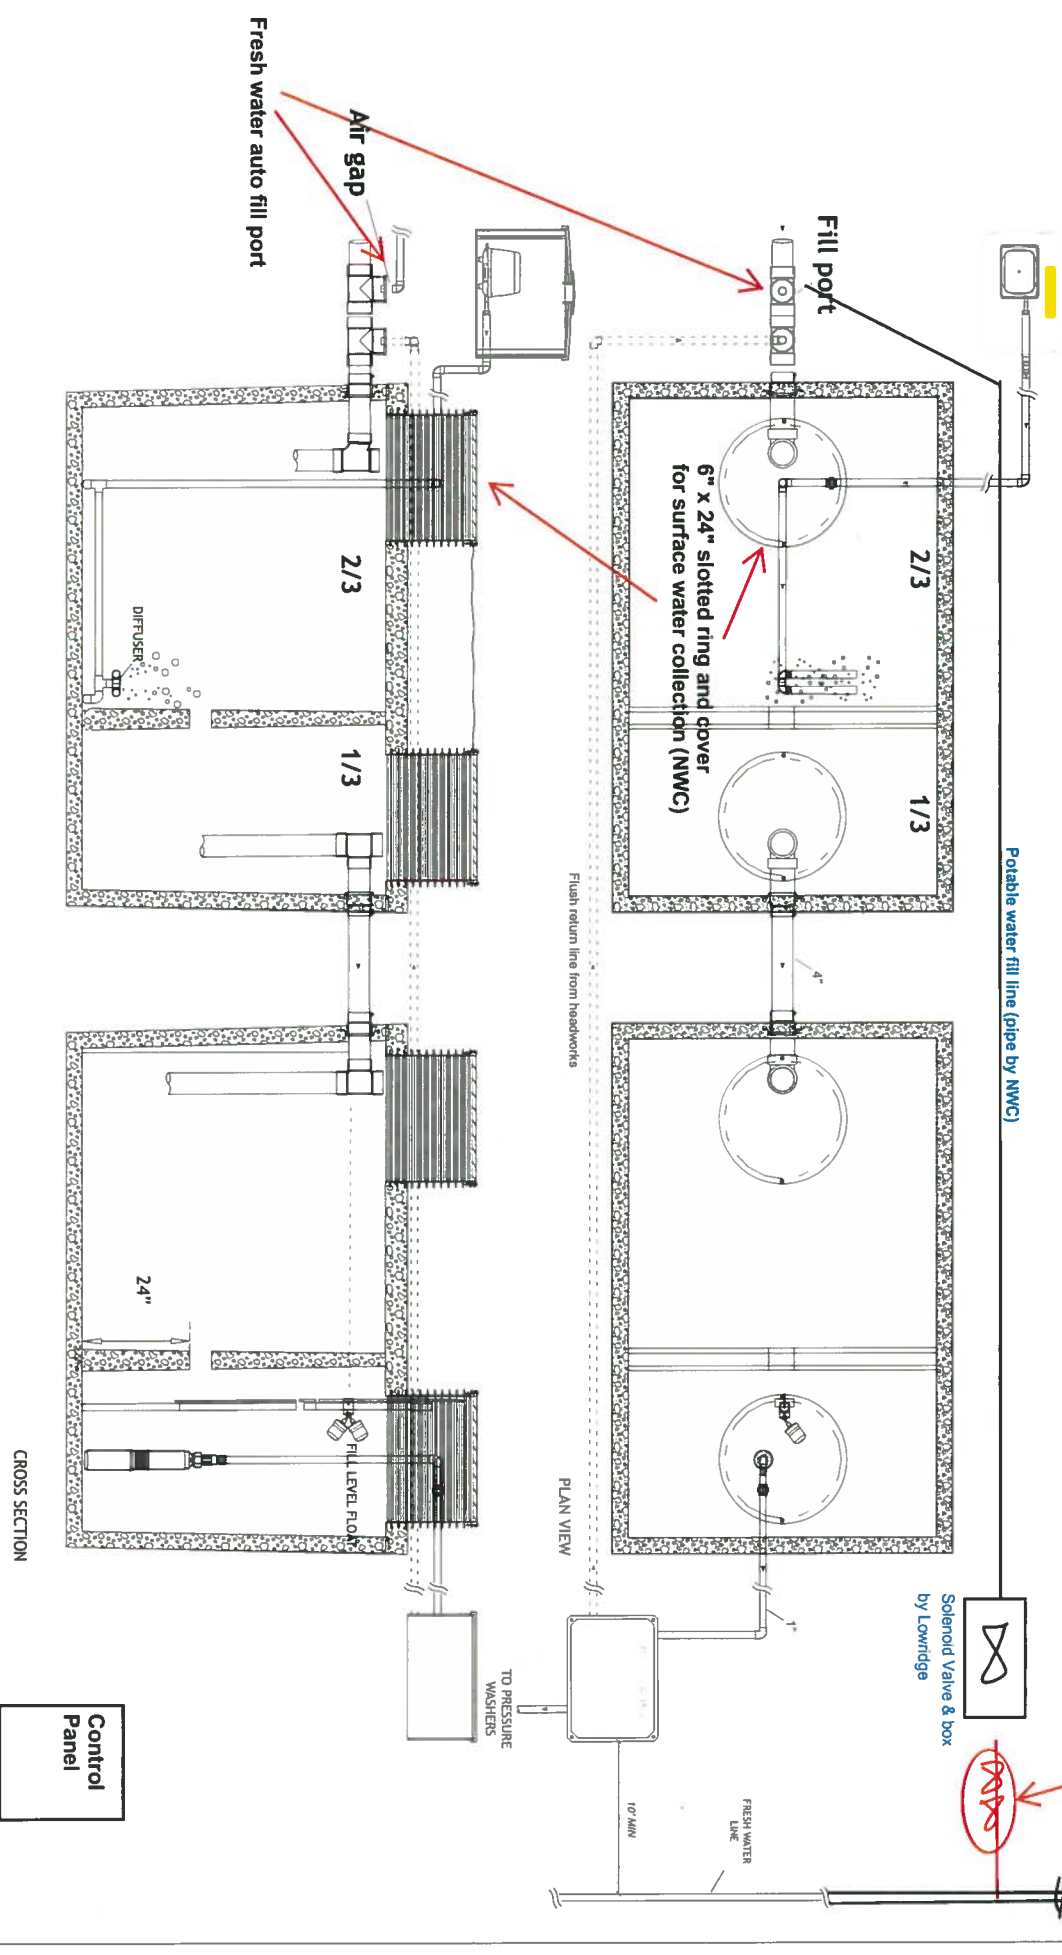 Fill port
2/3
1/3
6" x 24" slotted ring and cover
for surface water collection (NWC)
Potable water fill line (pipe by NWC)
4"
Flush return line from headworks
PLAN VIEW
Solenoid Valve & box
by Lowridge
1"
TO PRESSURE
WASHERS
10' MIN
FRESH WATER
LINE
Fresh water auto fill port
Air gap
2/3
1/3
DIFFUSER
24"
FILL LEVEL FLOAT
CROSS SECTION
Control
Panel